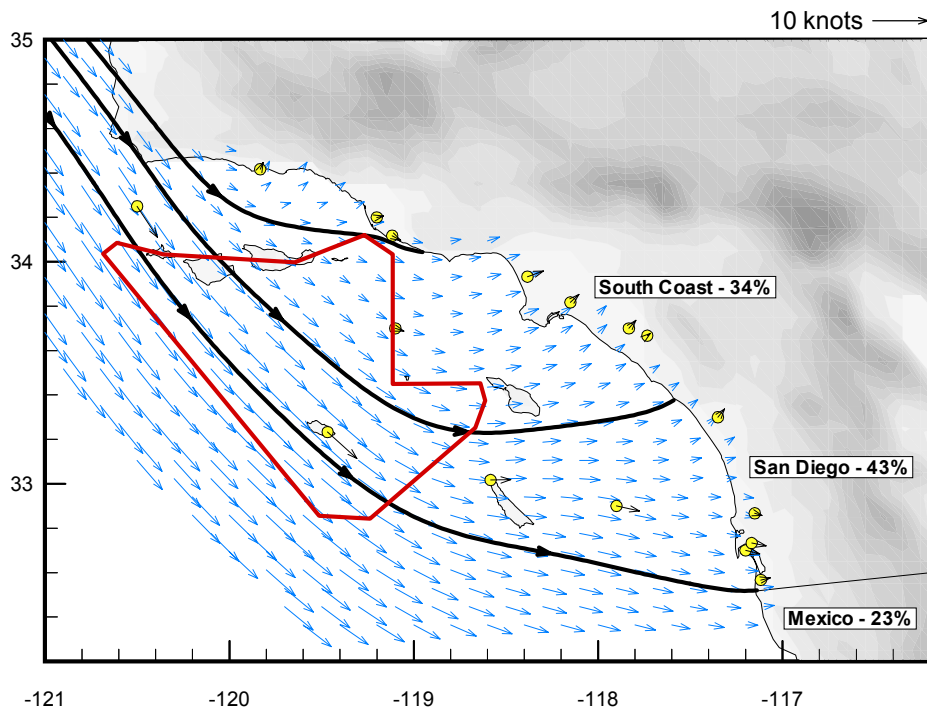 10 knots
35
34
South Coast - 34%
San Diego - 43%
33
Mexico - 23%
-121
-120
-119
-118
-117